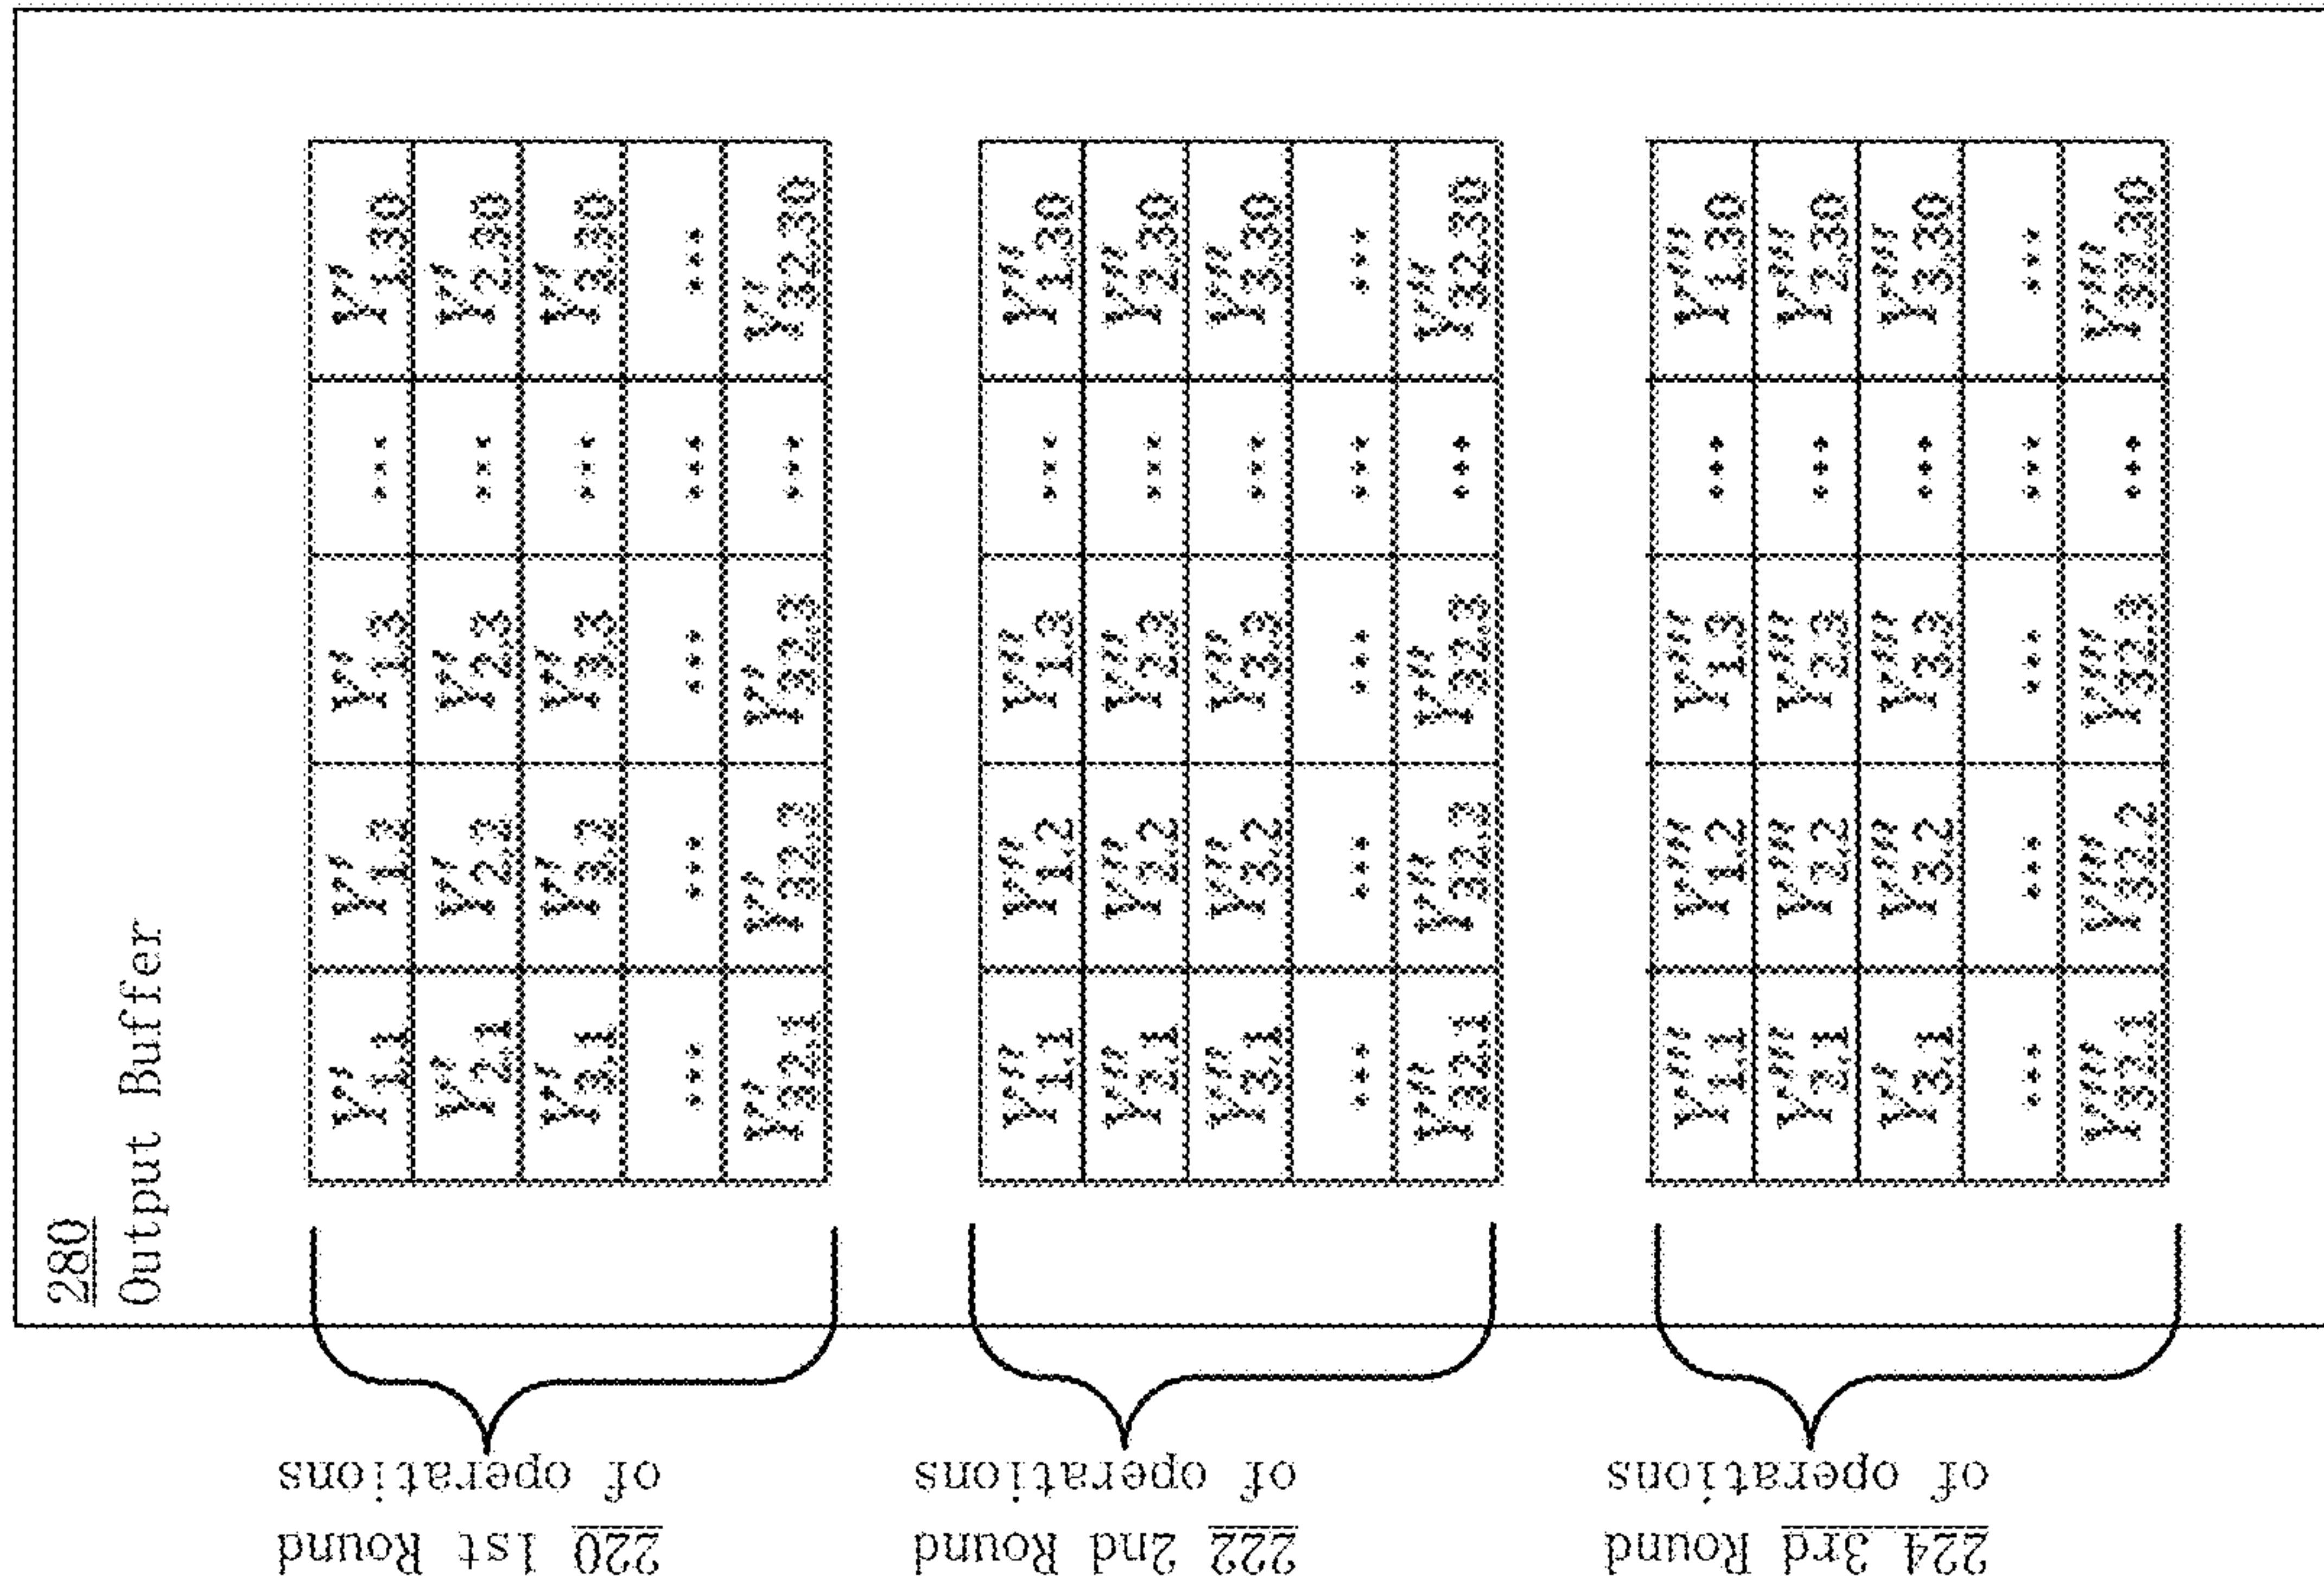 280
Output Buffer
220 1st Round
of operations
Y'1.1 Y'1.2 Y'1.3 ... Y'1.30
Y'2.1 Y'2.2 Y'2.3 ... Y'2.30
Y'3.1 Y'3.2 Y'3.3 ... Y'3.30
... ... ... ... ...
Y'32.1 Y'32.2 Y'32.3 ... Y'32.30
222 2nd Round
of operations
Y''1.1 Y''1.2 Y''1.3 ... Y''1.30
Y''2.1 Y''2.2 Y''2.3 ... Y''2.30
Y''3.1 Y''3.2 Y''3.3 ... Y''3.30
... ... ... ... ...
Y''32.1 Y''32.2 Y''32.3 ... Y''32.30
224 3rd Round
of operations
Y'''1.1 Y'''1.2 Y'''1.3 ... Y'''1.30
Y'''2.1 Y'''2.2 Y'''2.3 ... Y'''2.30
Y'3.1 Y'''3.2 Y'''3.3 ... Y'''3.30
... ... ... ... ...
Y'''32.1 Y'''32.2 Y'''32.3 ... Y'''32.30